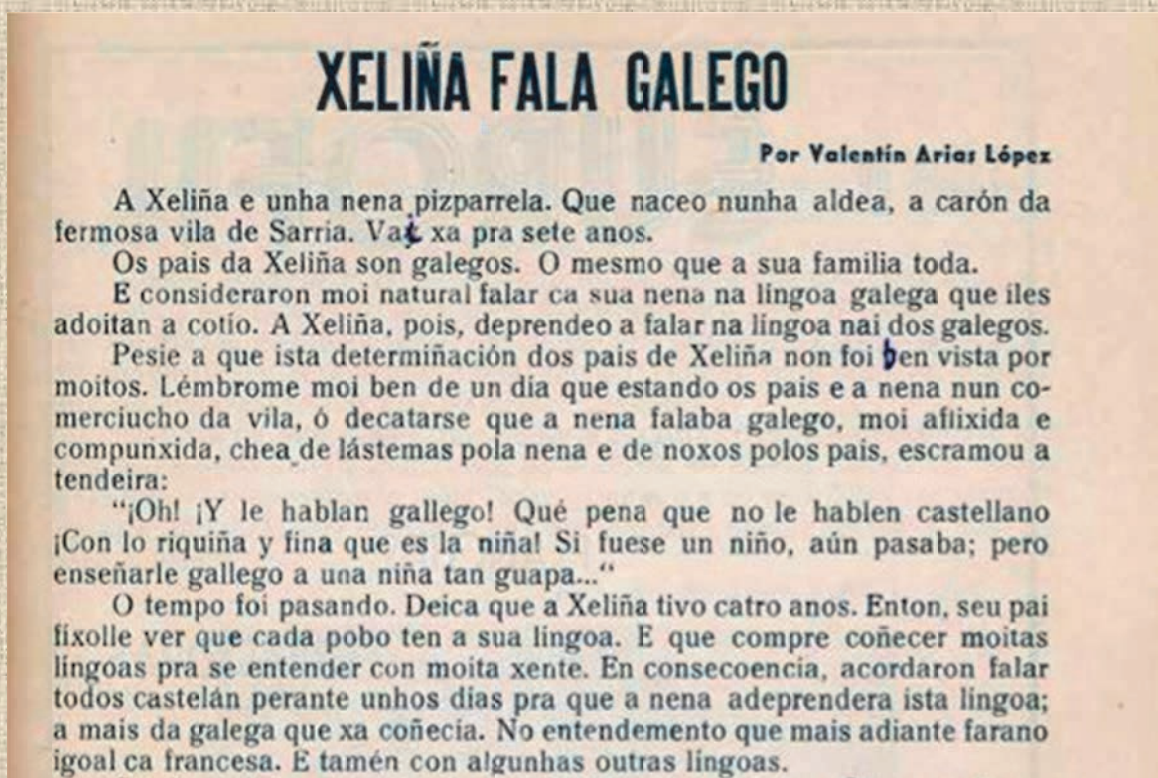 XELIÑA FALA GALEGO
Por Valentín Arias López
A Xeliña e unha nena pizparrela. Que naceo nunha aldea, a carón da
fermosa vila de Sarria. Vai xa pra sete anos.
Os pais da Xeliña son galegos. O mesmo que a sua familia toda.
E consideraron moi natural falar ca sua nena na lingoa galega que iles
adoitan a cotío. A Xeliña, pois, deprendeo a falar na lingoa nai dos galegos.
Pesie a que ista determiñación dos pais de Xeliña non foi ben vista por
moitos. Lémbrome moi ben de un dia que estando os pais e a nena nun co-
merciucho da vila, ó decatarse que a nena falaba galego, moi aflixida e
compunxida, chea de lástemas pola nena e de noxos polos pais, escramou a
tendeira:
“¡Oh! ¡Y le hablan gallego! Qué pena que no le hablen castellano
¡Con lo riquiña y fina que es la niña! Si fuese un niño, aún pasaba; pero
enseñarle gallego a una niña tan guapa...“
O tempo foi pasando. Deica que a Xeliña tivo catro anos. Enton, seu pai
fixolle ver que cada pobo ten a sua lingoa. E que compre coñecer moitas
lingoas pra se entender con moita xente. En consecoencia, acordaron falar
todos castelán perante unhos dias pra que a nena adeprendera ista lingoa;
a mais da galega que xa coñecia. No entendemento que mais adiante farano
igoal ca francesa. E tamén con algunhas outras lingoas.